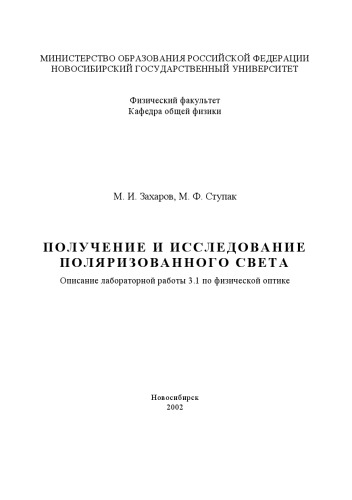 МИНИСТЕРСТВО ОБРАЗОВАНИЯ РОССИЙСКОЙ ФЕДЕРАЦИИ
НОВОСИБИРСКИЙ ГОСУДАРСТВЕННЫЙ УНИВЕРСИТЕТ
Физический факультет
Кафедра общей физики
М. И. Захаров, М. Ф. Ступак
ПОЛУЧЕНИЕ И ИССЛЕДОВАНИЕ
ПОЛЯРИЗОВАННОГО СВЕТА
Описание лабораторной работы 3.1 по физической оптике
Новосибирск
2002